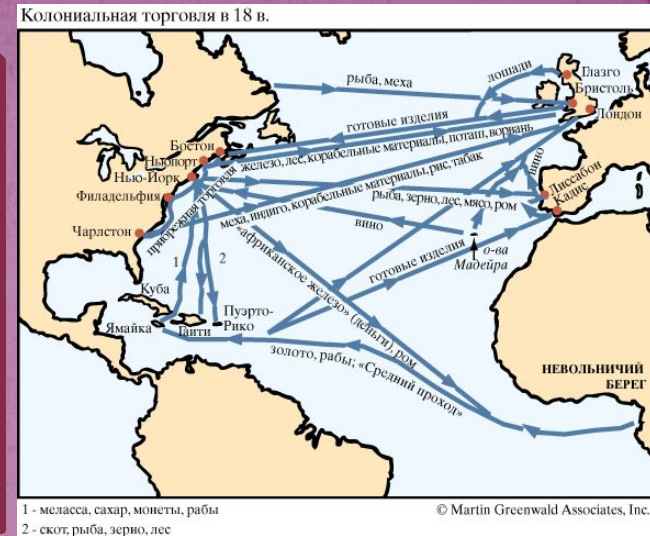 Колониальная торговля в 18 в.
рыба, меха
лошади
Глазго
Бристоль
Лондон
готовые изделия
Бостон
Ньюпорт
Нью-Йорк
Филадельфия
Чарлстон
железо, лес, корабельные материалы, поташ, ворвань
прибрежная торговля
меха, индиго, корабельные материалы, рис, табак
рыба, зерно, лес, мясо, ром
вино
Лиссабон
Кадис
вино
о-ва
Мадейра
готовые изделия
«африканское железо» (деньги), ром
1
2
Куба
Ямайка
Гаити
Пуэрто-
Рико
золото, рабы; «Средний проход»
НЕВОЛЬНИЧИЙ
БЕРЕГ
1 - меласса, сахар, монеты, рабы
2 - скот, рыба, зерно, лес
© Martin Greenwald Associates, Inc.